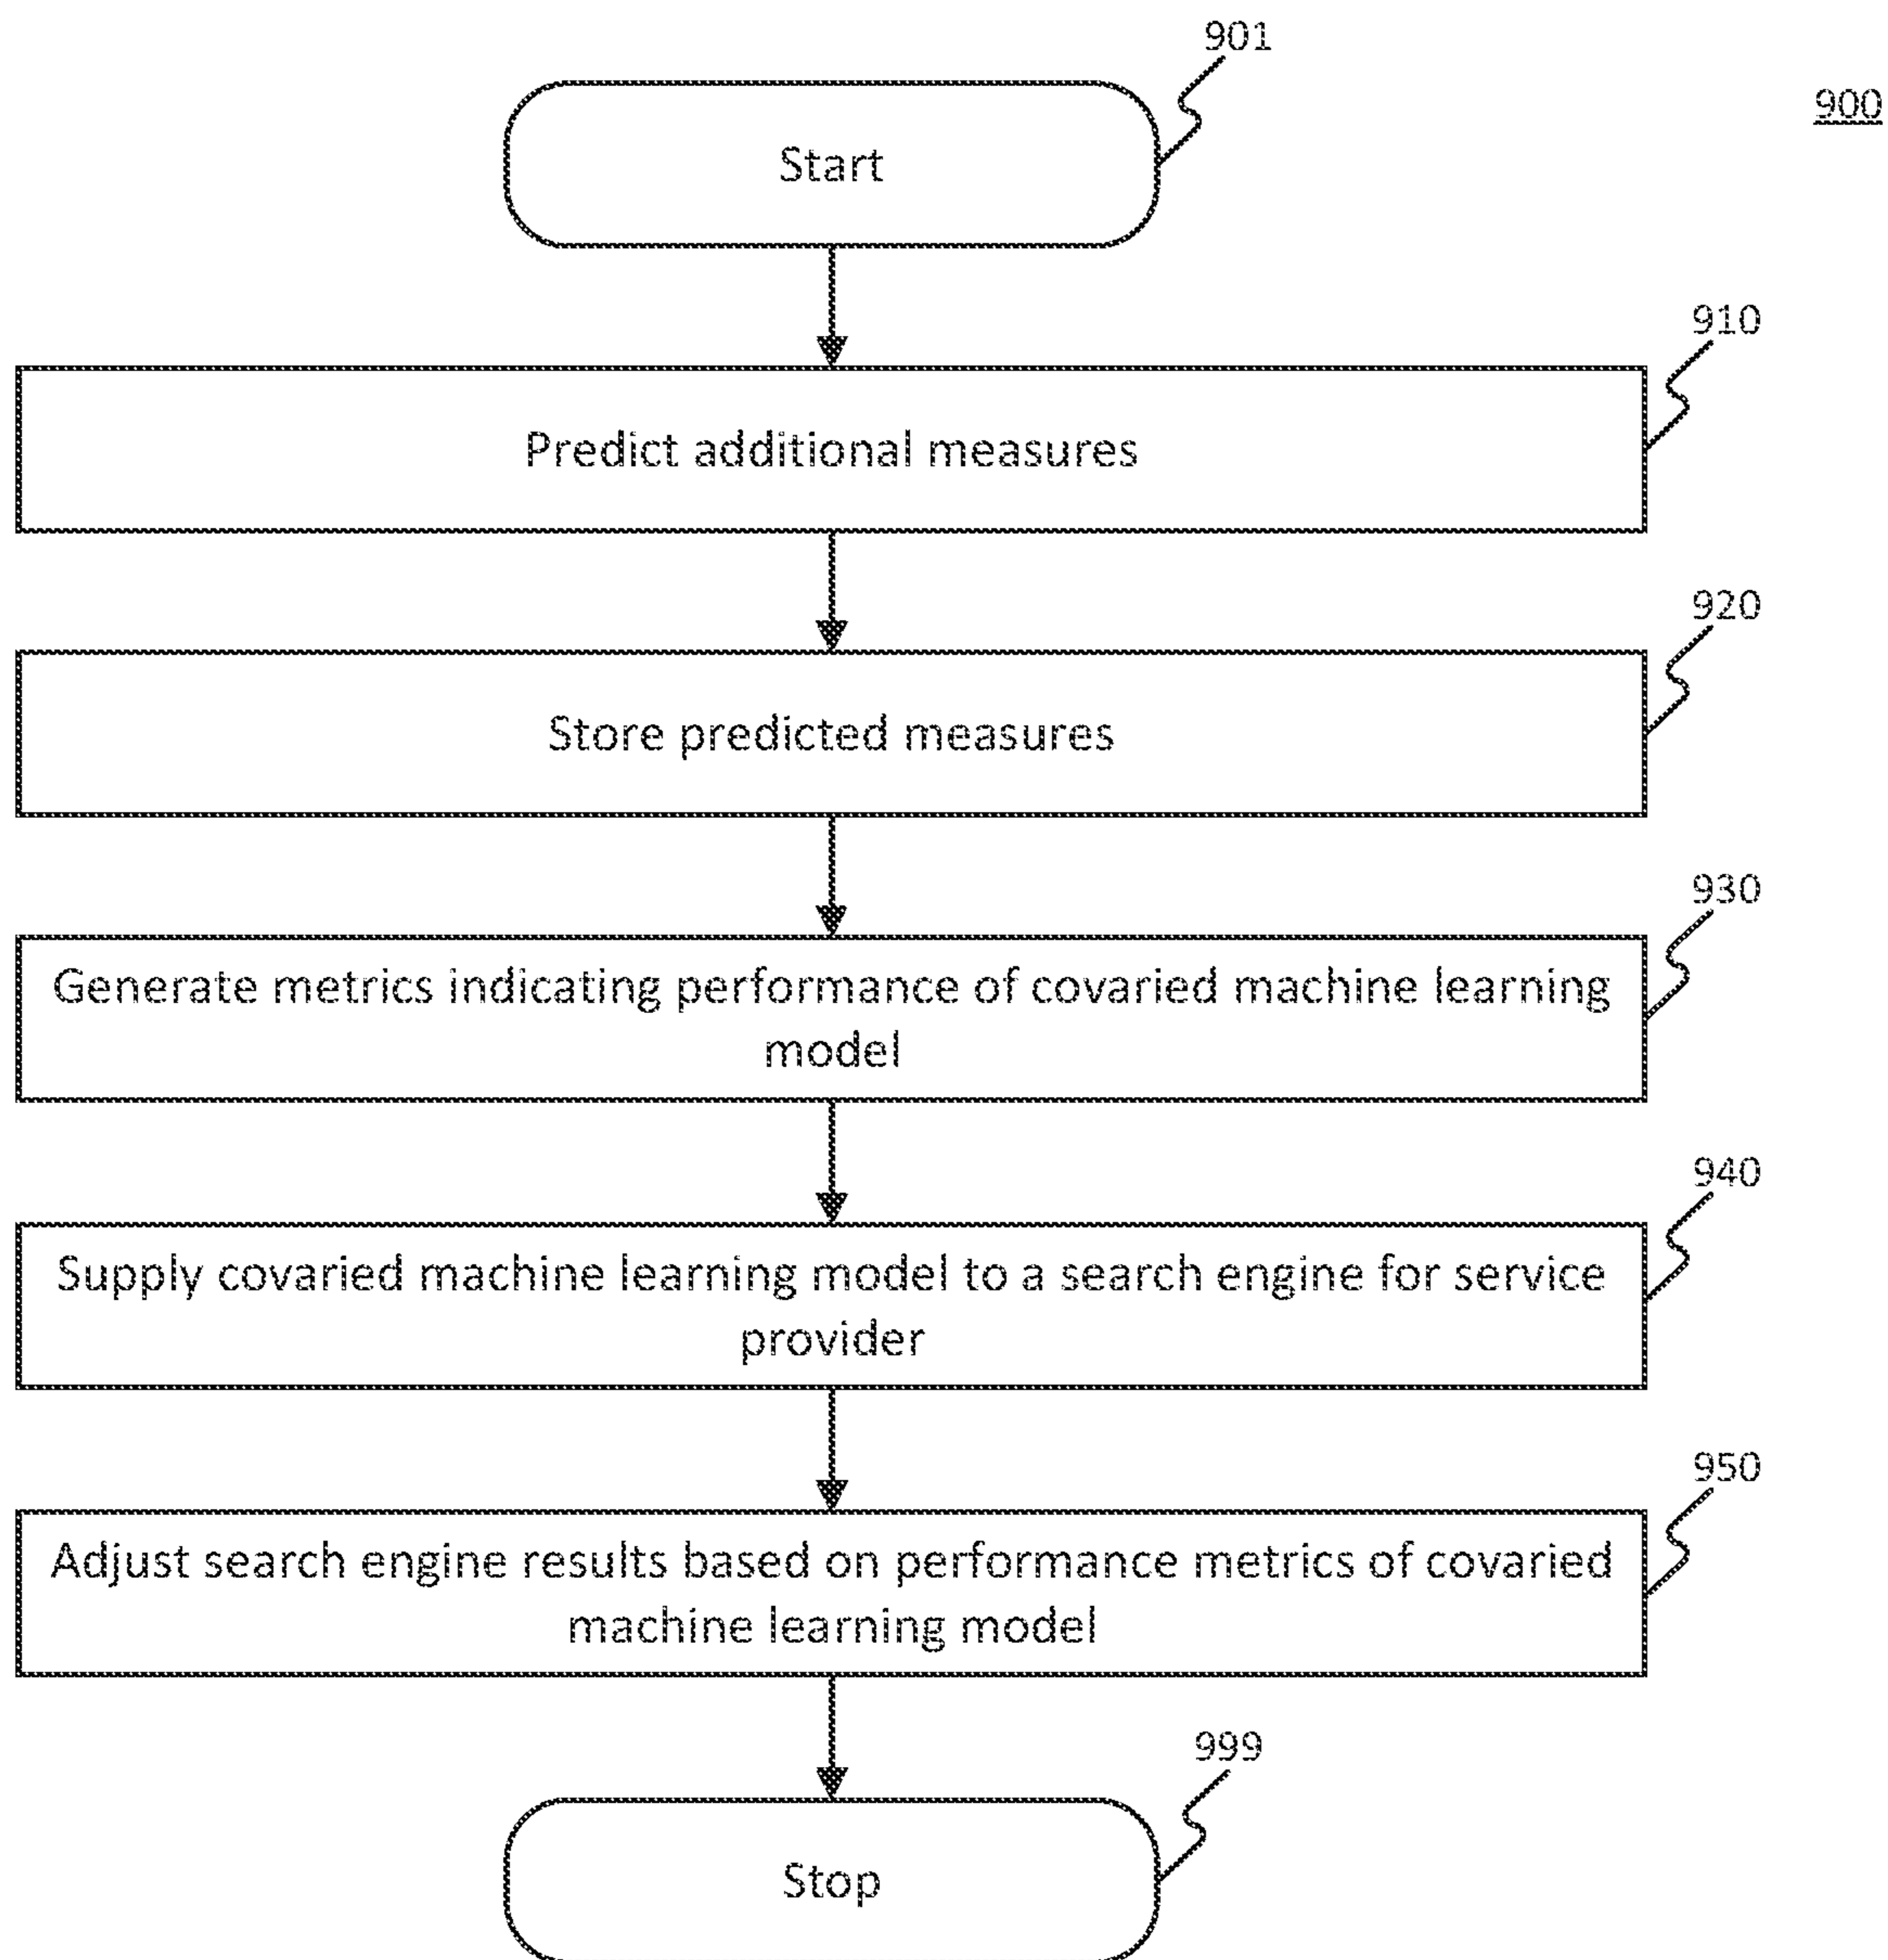 901
900
Start
910
Predict additional measures
920
Store predicted measures
930
Generate metrics indicating performance of covaried machine learning
model
940
Supply covaried machine learning model to a search engine for service
provider
950
Adjust search engine results based on performance metrics of covaried
machine learning model
999
Stop